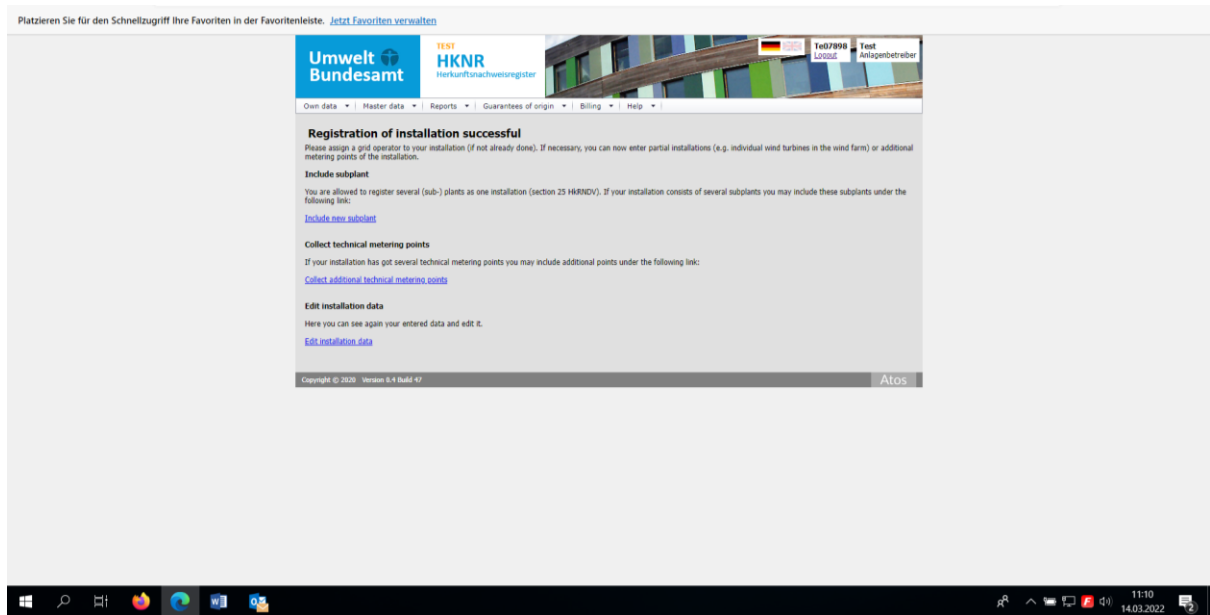 Platzieren Sie für den Schnellzugriff Ihre Favoriten in der Favoritenleiste. Jetzt Favoriten verwalten
Umwelt
Bundesamt
TEST
HKNR
Herkunftsnachweisregister
Te07898
Logout
Test
Anlagenbetreiber
Own data
Master data
Reports
Guarantees of origin
Billing
Help
Registration of installation successful
Please assign a grid operator to your installation (if not already done). If necessary, you can now enter partial installations (e.g. individual wind turbines in the wind farm) or additional
metering points of the installation.
Include subplant
You are allowed to register several (sub-) plants as one installation (section 25 HkRNDV). If your installation consists of several subplants you may include these subplants under the
following link:
Include new subplant
Collect technical metering points
If your installation has got several technical metering points you may include additional points under the following link:
Collect additional technical metering points
Edit installation data
Here you can see again your entered data and edit it.
Edit installation data
Copyright © 2020 Version 6.4 Build 47
Atos
11:10
14.03.2022
2